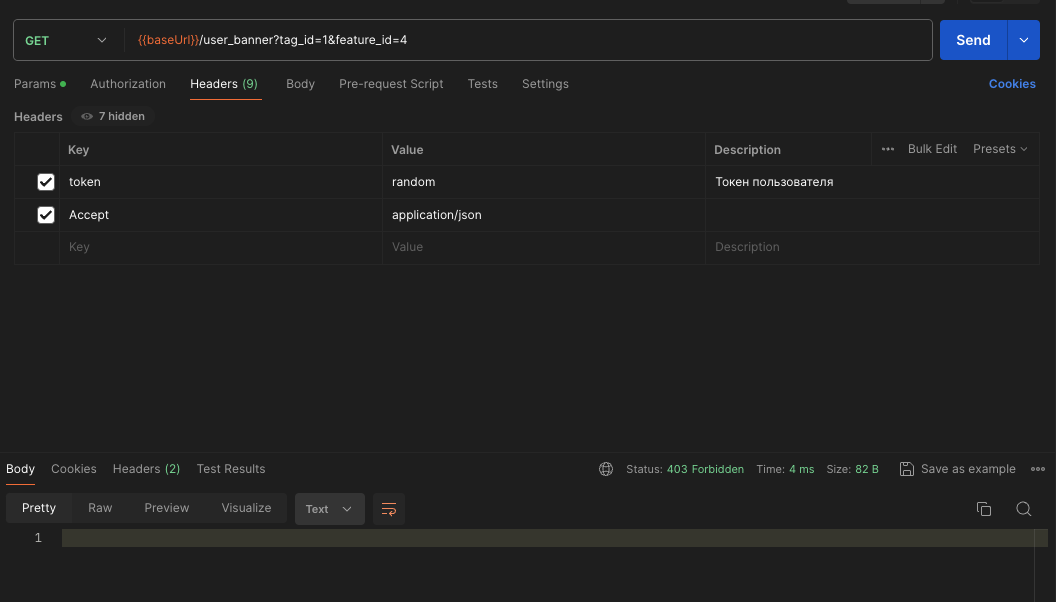 GET {{baseUrl}}/user_banner?tag_id=1&feature_id=4 Send
Params Authorization Headers (9) Body Pre-request Script Tests Settings Cookies
Headers 7 hidden
Key Value Description ••• Bulk Edit Presets
token random Токен пользователя
Accept application/json
Key Value Description
Body Cookies Headers (2) Test Results Status: 403 Forbidden Time: 4 ms Size: 82 B Save as example •••
Pretty Raw Preview Visualize Text
1